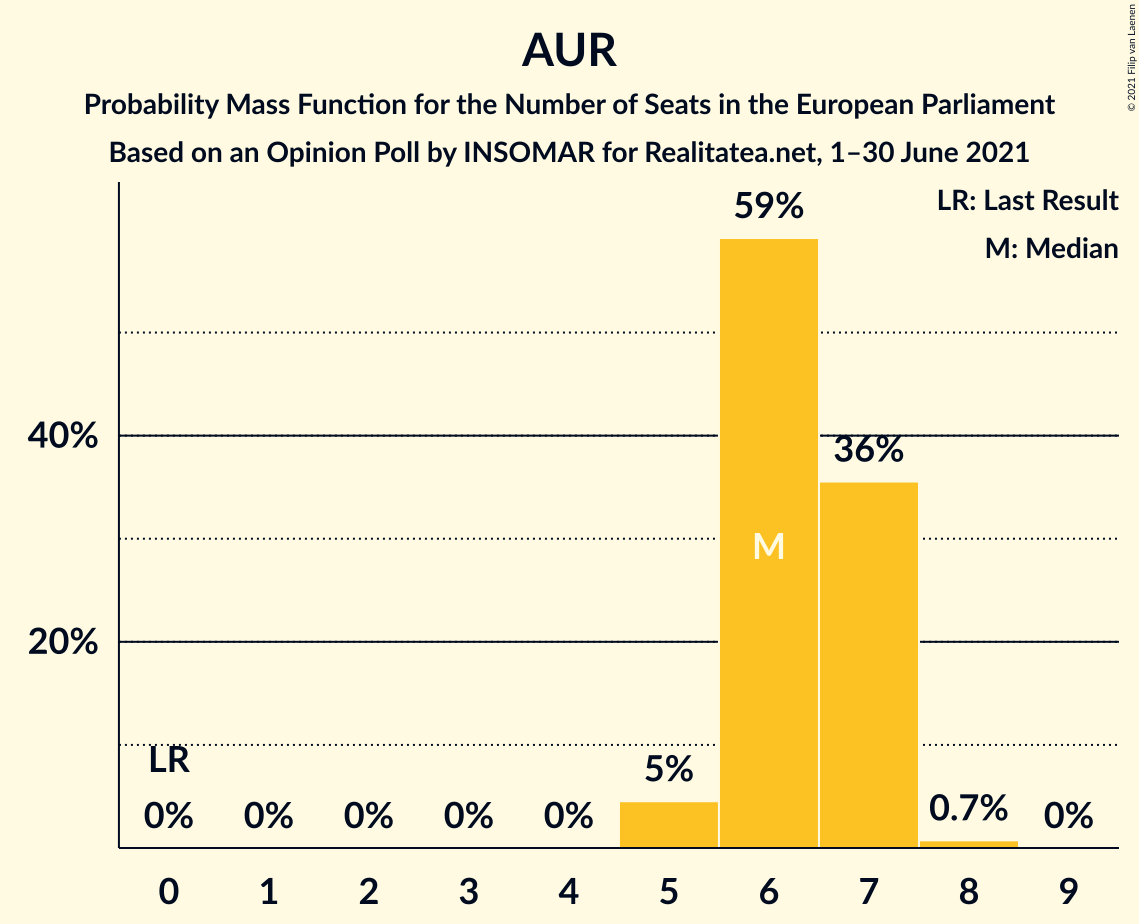 AUR
Probability Mass Function for the Number of Seats in the European Parliament
Based on an Opinion Poll by INSOMAR for Realitatea.net, 1–30 June 2021
© 2021 Filip van Laenen
LR: Last Result
M: Median
59%
40%
36%
M
20%
LR
5%
0% 0% 0% 0% 0% 0.7% 0%
0 1 2 3 4 5 6 7 8 9